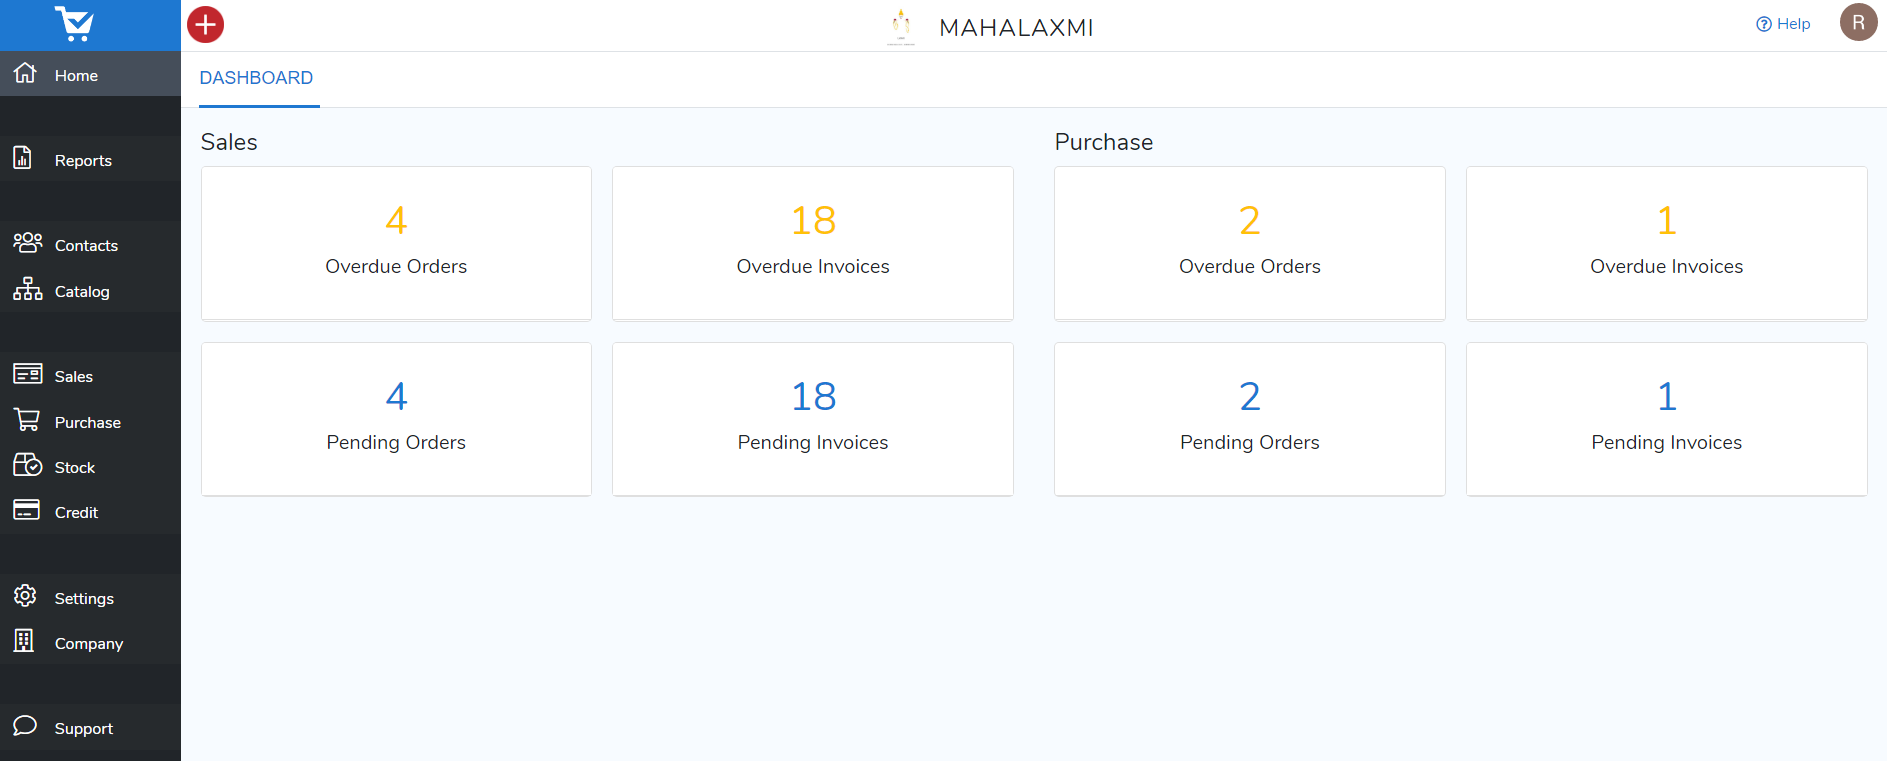 MAHALAXMI
Help
R
Home
Reports
Contacts
Catalog
Sales
Purchase
Stock
Credit
Settings
Company
Support
DASHBOARD
Sales
4
Overdue Orders
18
Overdue Invoices
4
Pending Orders
18
Pending Invoices
Purchase
2
Overdue Orders
1
Overdue Invoices
2
Pending Orders
1
Pending Invoices